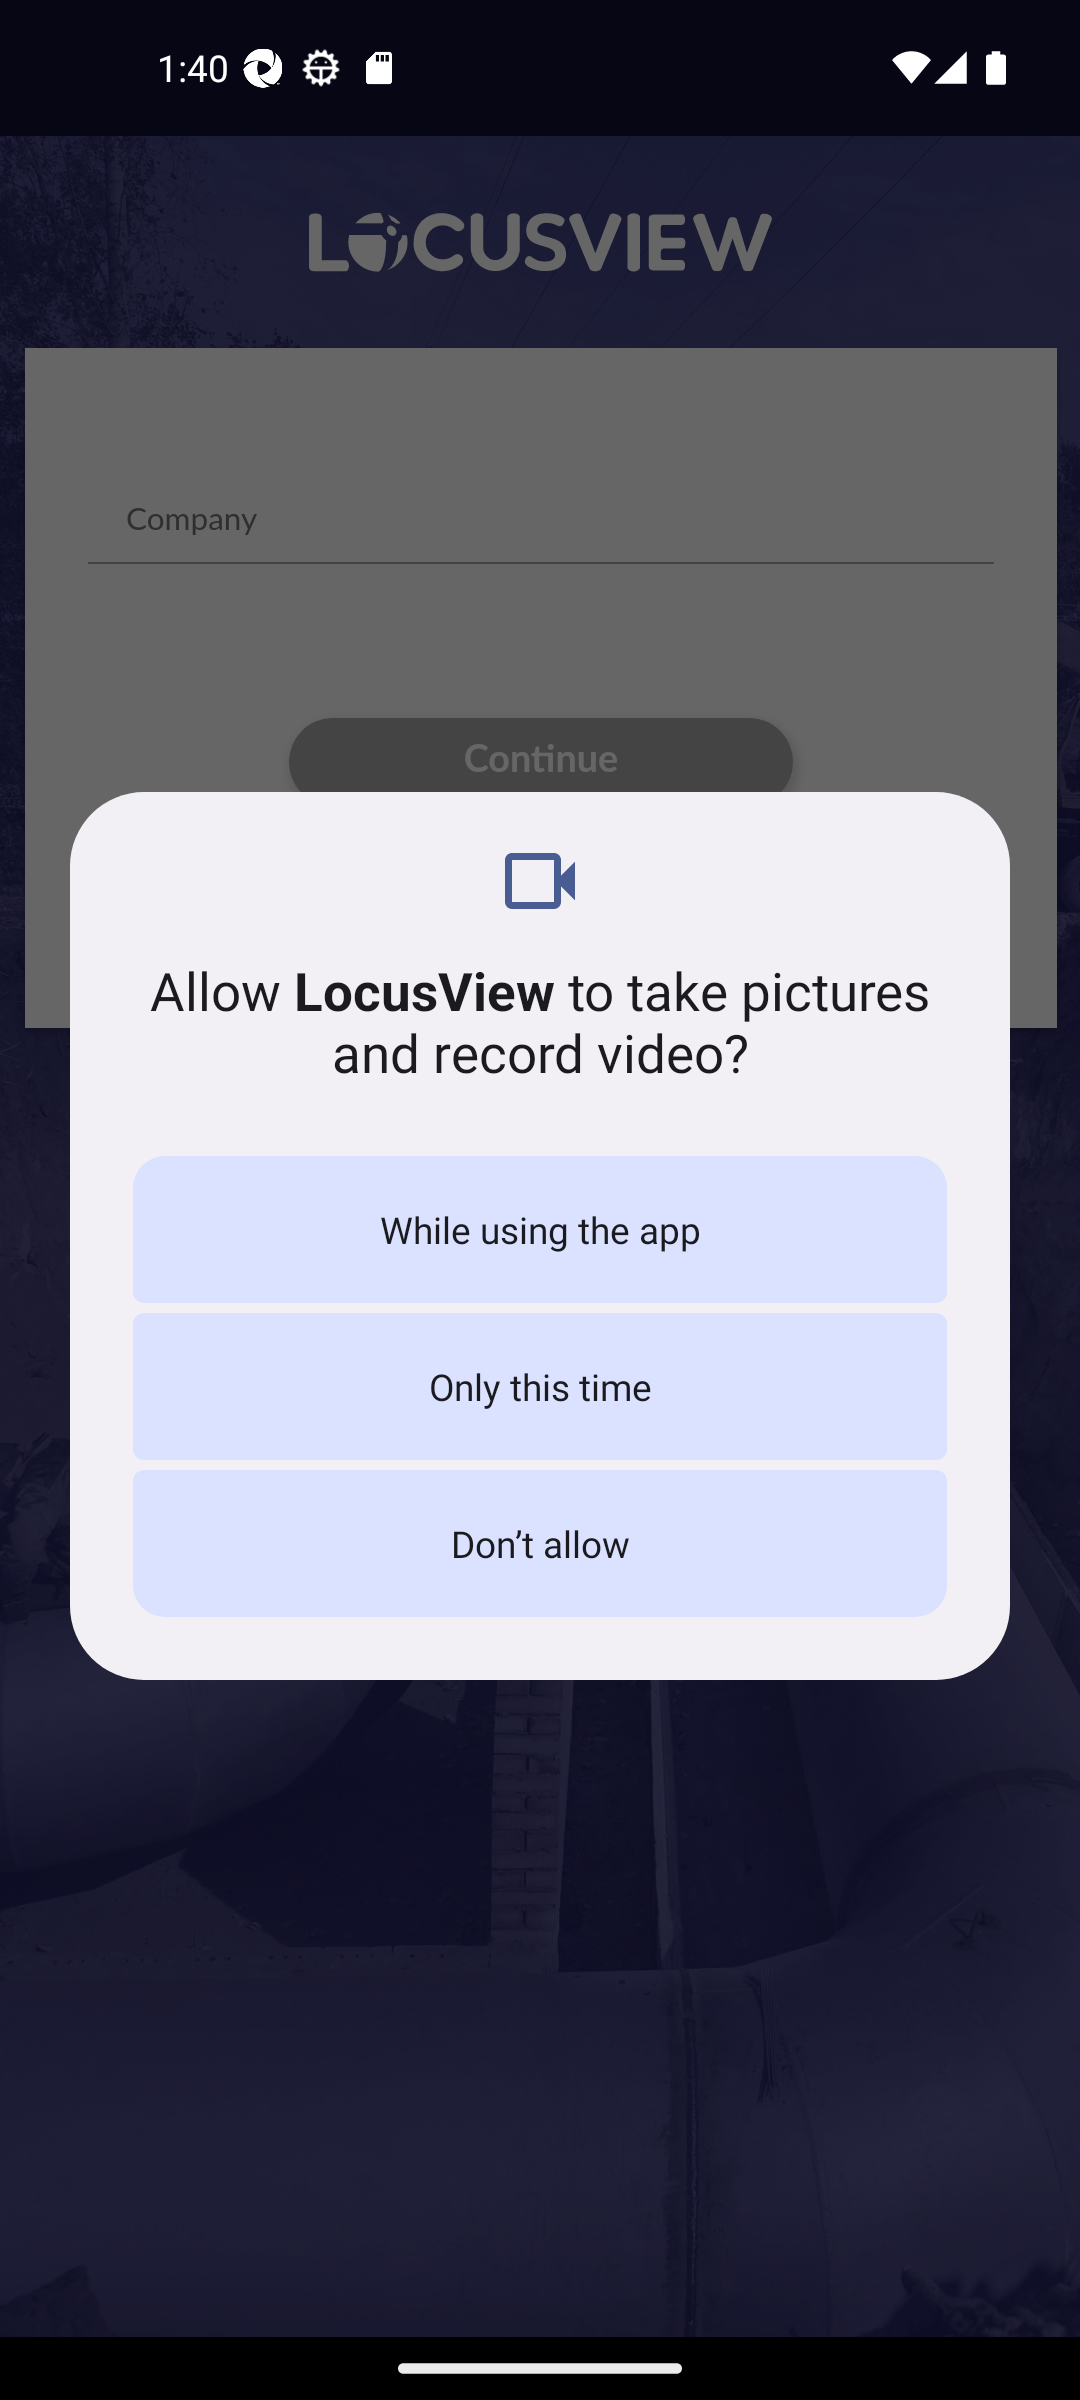 1:40
LOCUSVIEW
Company
Continue
Allow LocusView to take pictures
and record video?
While using the app
Only this time
Don’t allow